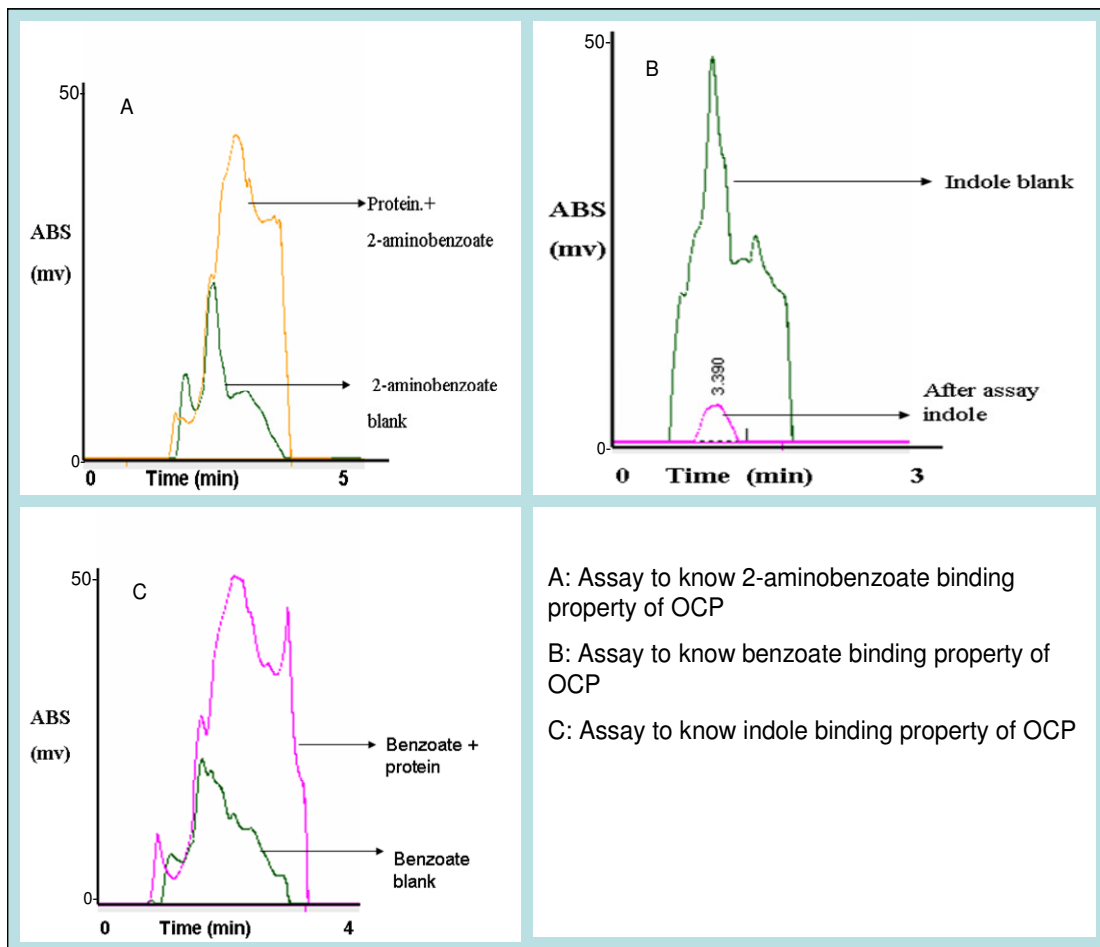 A
50
ABS
(mv)
0
Protein.+
2-aminobenzoate
2-aminobenzoate
blank
0 Time (min) 5
B
50
ABS
(mv)
0
Indole blank
3.390
After assay
indole
0 Time (min) 3
C
50
ABS
(mv)
0
Benzoate +
protein
Benzoate
blank
0 Time (min) 4
A: Assay to know 2-aminobenzoate binding
property of OCP
B: Assay to know benzoate binding property of
OCP
C: Assay to know indole binding property of OCP